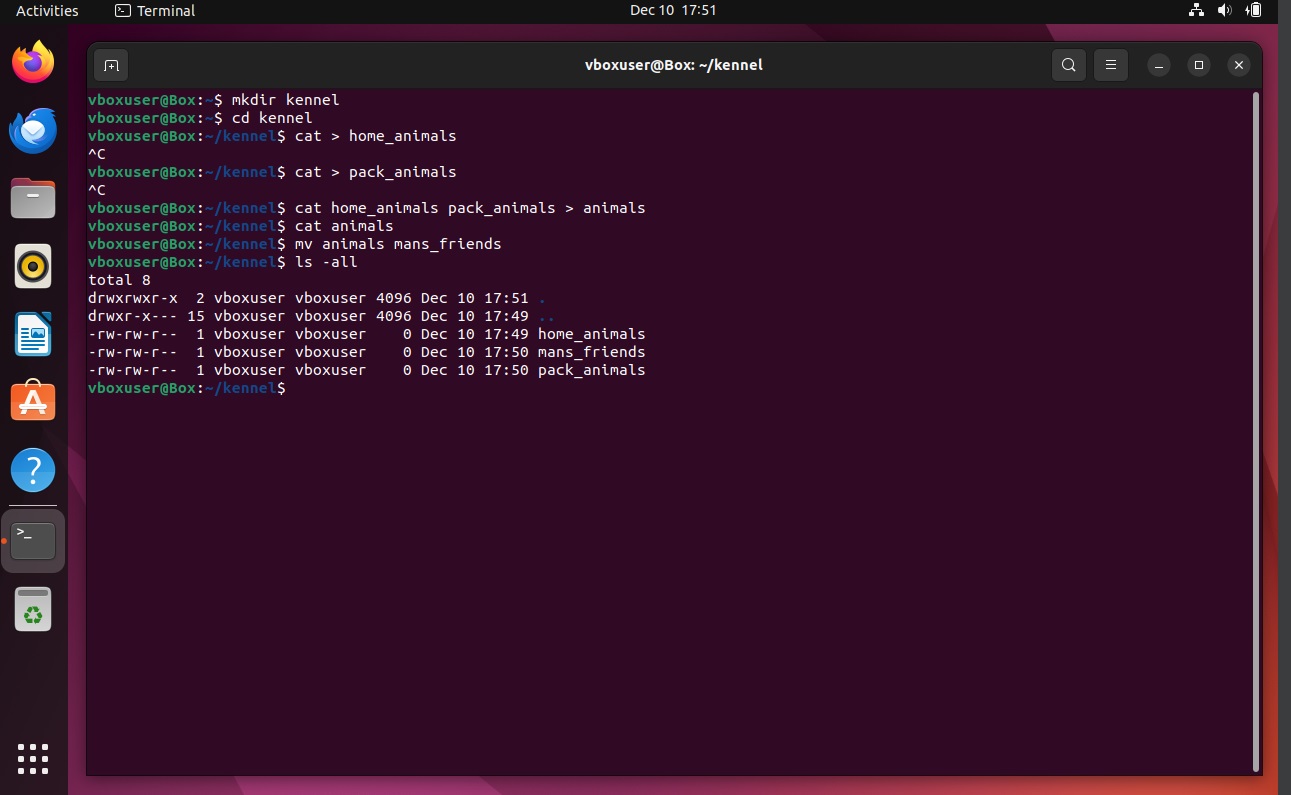 Activities Terminal Dec 10 17:51
vboxuser@Box: ~/kennel
vboxuser@Box:~$ mkdir kennel
vboxuser@Box:~$ cd kennel
vboxuser@Box:~/kennel$ cat > home_animals
^C
vboxuser@Box:~/kennel$ cat > pack_animals
^C
vboxuser@Box:~/kennel$ cat home_animals pack_animals > animals
vboxuser@Box:~/kennel$ cat animals
vboxuser@Box:~/kennel$ mv animals mans_friends
vboxuser@Box:~/kennel$ ls -all
total 8
drwxrwxr-x  2 vboxuser vboxuser 4096 Dec 10 17:51 .
drwxr-x--- 15 vboxuser vboxuser 4096 Dec 10 17:49 ..
-rw-rw-r--  1 vboxuser vboxuser    0 Dec 10 17:49 home_animals
-rw-rw-r--  1 vboxuser vboxuser    0 Dec 10 17:50 mans_friends
-rw-rw-r--  1 vboxuser vboxuser    0 Dec 10 17:50 pack_animals
vboxuser@Box:~/kennel$